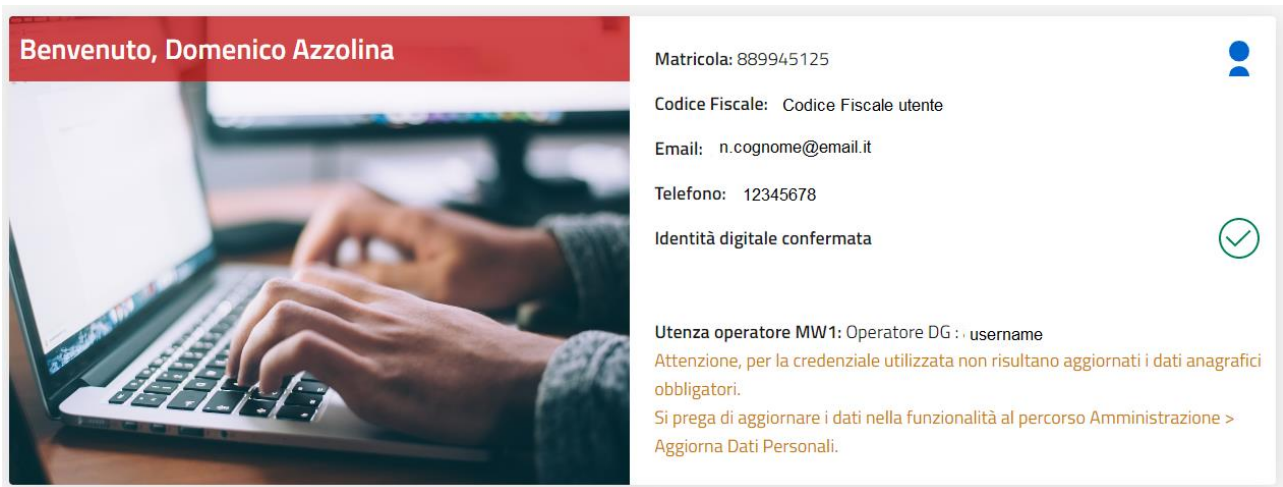 Benvenuto, Domenico Azzolina
Matricola: 889945125
Codice Fiscale: Codice Fiscale utente
Email: n.cognome@email.it
Telefono: 12345678
Identità digitale confermata
Utenza operatore MW1: Operatore DG : username
Attenzione, per la credenziale utilizzata non risultano aggiornati i dati anagrafici
obbligatori.
Si prega di aggiornare i dati nella funzionalità al percorso Amministrazione >
Aggiorna Dati Personali.